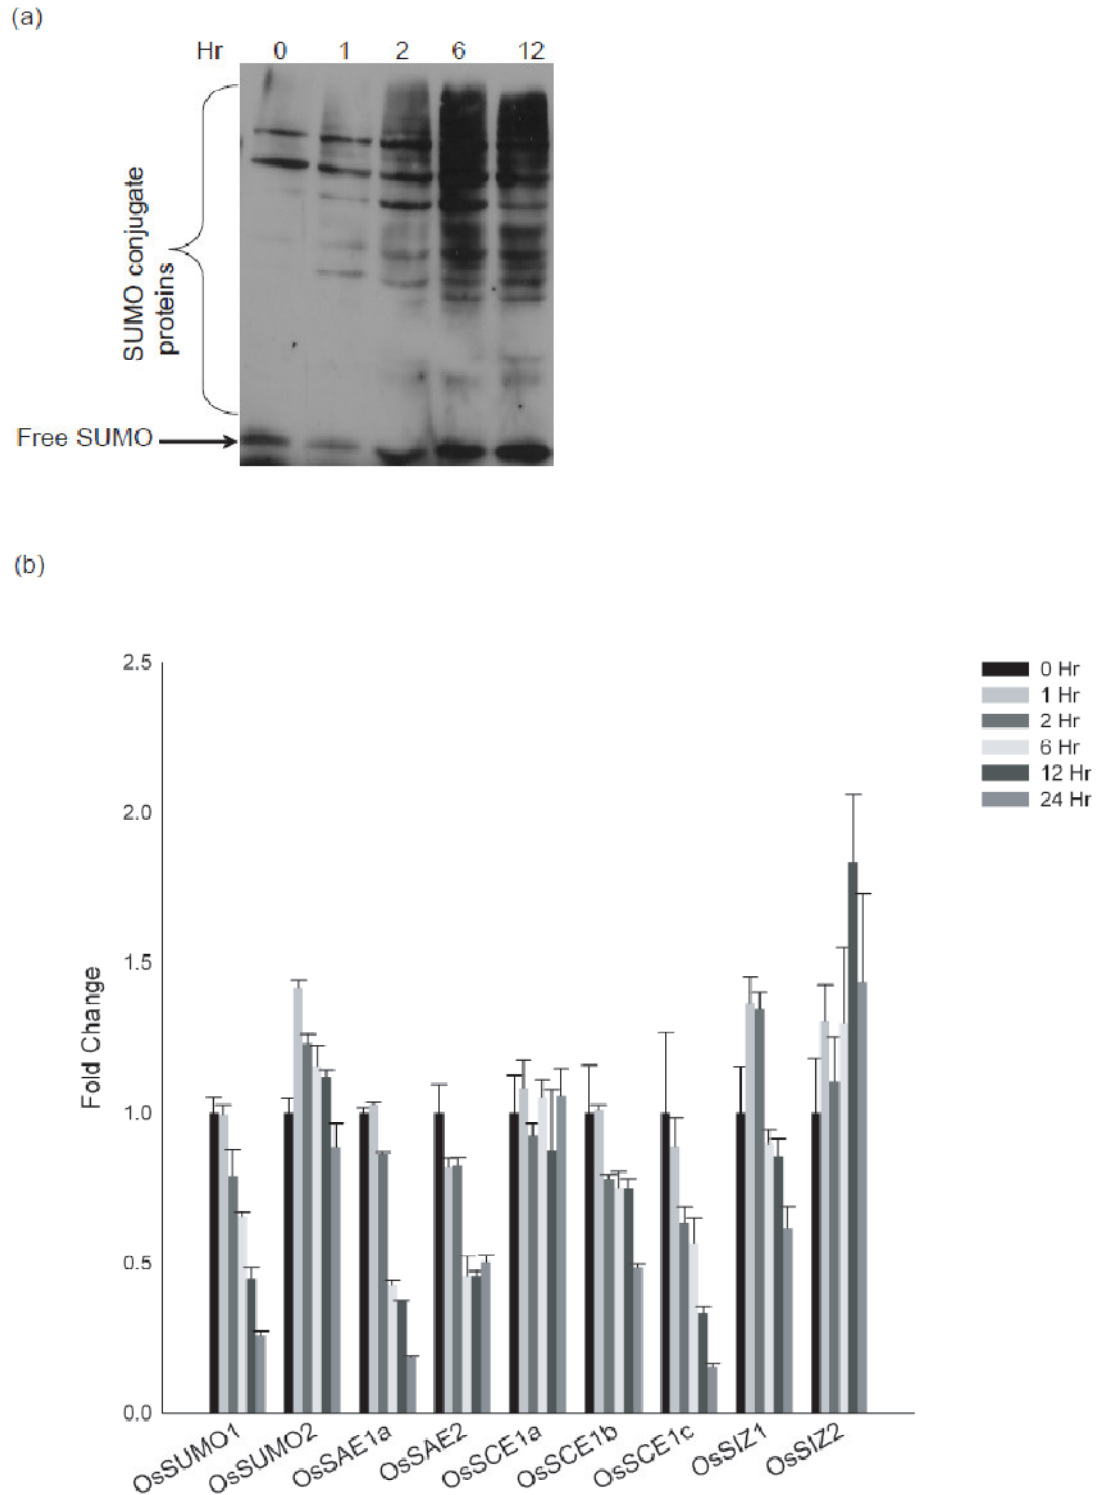 (a)
Hr 0 1 2 6 12
SUMO conjugate
proteins
Free SUMO
(b)
2.5
2.0
1.5
1.0
0.5
0.0
Fold Change
0 Hr
1 Hr
2 Hr
6 Hr
12 Hr
24 Hr
OsSUMO1
OsSUMO2
OsSAE1a
OsSAE2
OsSCE1a
OsSCE1b
OsSCE1c
OsSIZ1
OsSIZ2